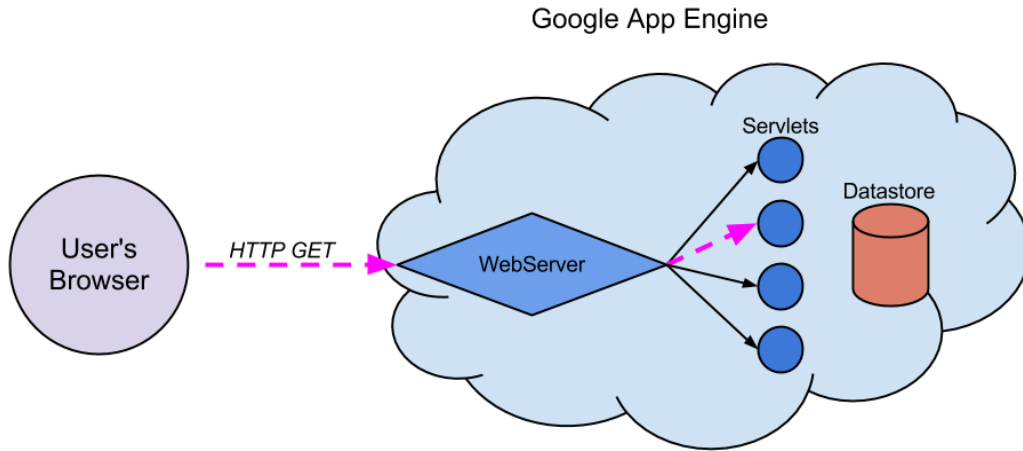 Google App Engine
Servlets
Datastore
User's
Browser
HTTP GET
WebServer